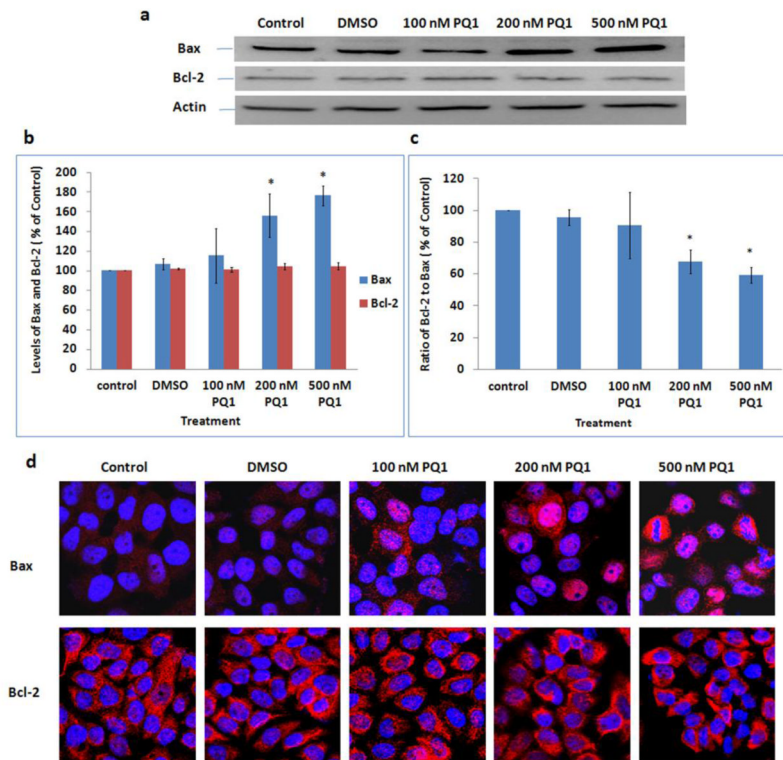 a
Control DMSO 100 nM PQ1 200 nM PQ1 500 nM PQ1
Bax
Bcl-2
Actin
b
Levels of Bax and Bcl-2 ( % of Control)
200
180
160
140
120
100
80
60
40
20
0
* *
Bax
Bcl-2
control DMSO 100 nM 200 nM 500 nM
PQ1 PQ1 PQ1
Treatment
c
Ratio of Bcl-2 to Bax ( % of Control)
120
100
80
60
40
20
0
* *
control DMSO 100 nM 200 nM 500 nM
PQ1 PQ1 PQ1
Treatment
d
Control DMSO 100 nM PQ1 200 nM PQ1 500 nM PQ1
Bax
Bcl-2